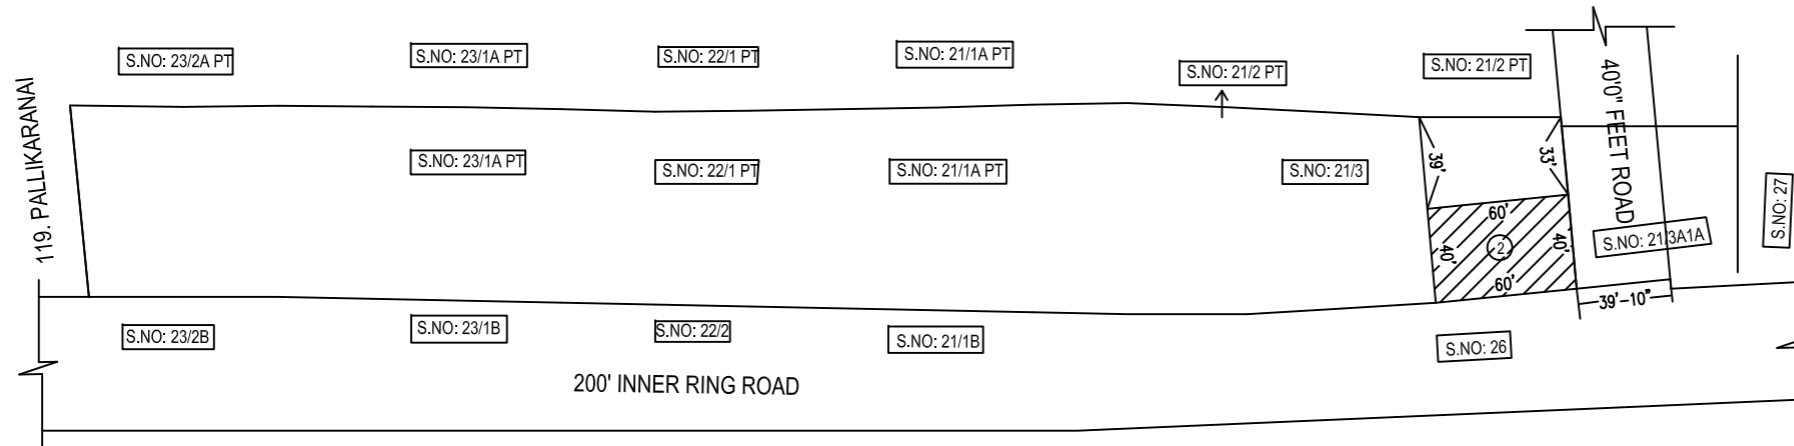 S.NO: 23/2A PT
S.NO: 23/1A PT
S.NO: 22/1 PT
S.NO: 21/1A PT
S.NO: 21/2 PT
S.NO: 21/2 PT
40'0" FEET ROAD
119. PALLIKARANAI
S.NO: 23/1A PT
S.NO: 22/1 PT
S.NO: 21/1A PT
S.NO: 21/3
39'
33'
60'
40'
2
40'
60'
S.NO: 21/3A1A
S.NO: 27
39'-10"
S.NO: 23/2B
S.NO: 23/1B
S.NO: 22/2
S.NO: 21/1B
S.NO: 26
200' INNER RING ROAD